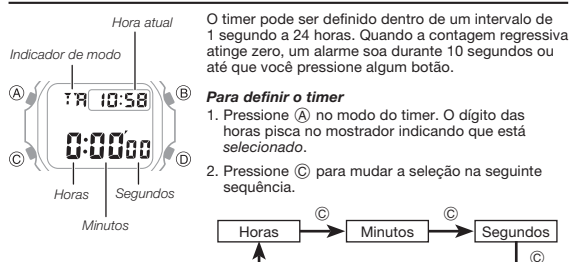 Hora atual
Indicador de modo
A
B
TR 10:58
C
D
0:00'00
Horas
Segundos
Minutos
O timer pode ser definido dentro de um intervalo de
1 segundo a 24 horas. Quando a contagem regressiva
atinge zero, um alarme soa durante 10 segundos ou
até que você pressione algum botão.
Para definir o timer
1. Pressione Ⓐ no modo do timer. O dígito das
horas pisca no mostrador indicando que está
selecionado.
2. Pressione Ⓒ para mudar a seleção na seguinte
sequência.
Ⓒ
Ⓒ
Horas
Minutos
Segundos
Ⓒ